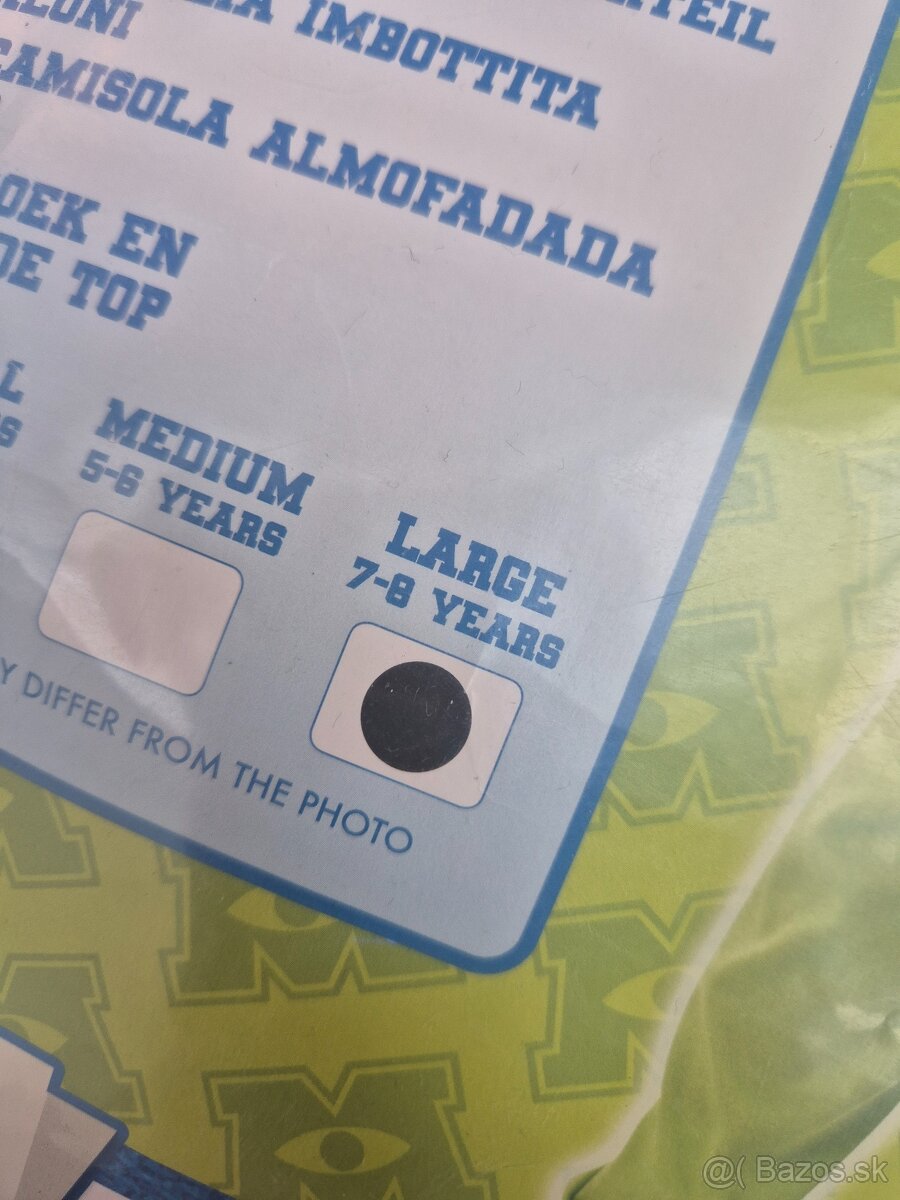 IMBOTTITA
CAMISOLA ALMOFADADA
EN
DE TOP
MEDIUM
5-6 YEARS
LARGE
7-8 YEARS
DIFFER FROM THE PHOTO
M
M
M
M
M
@( Bazos.sk